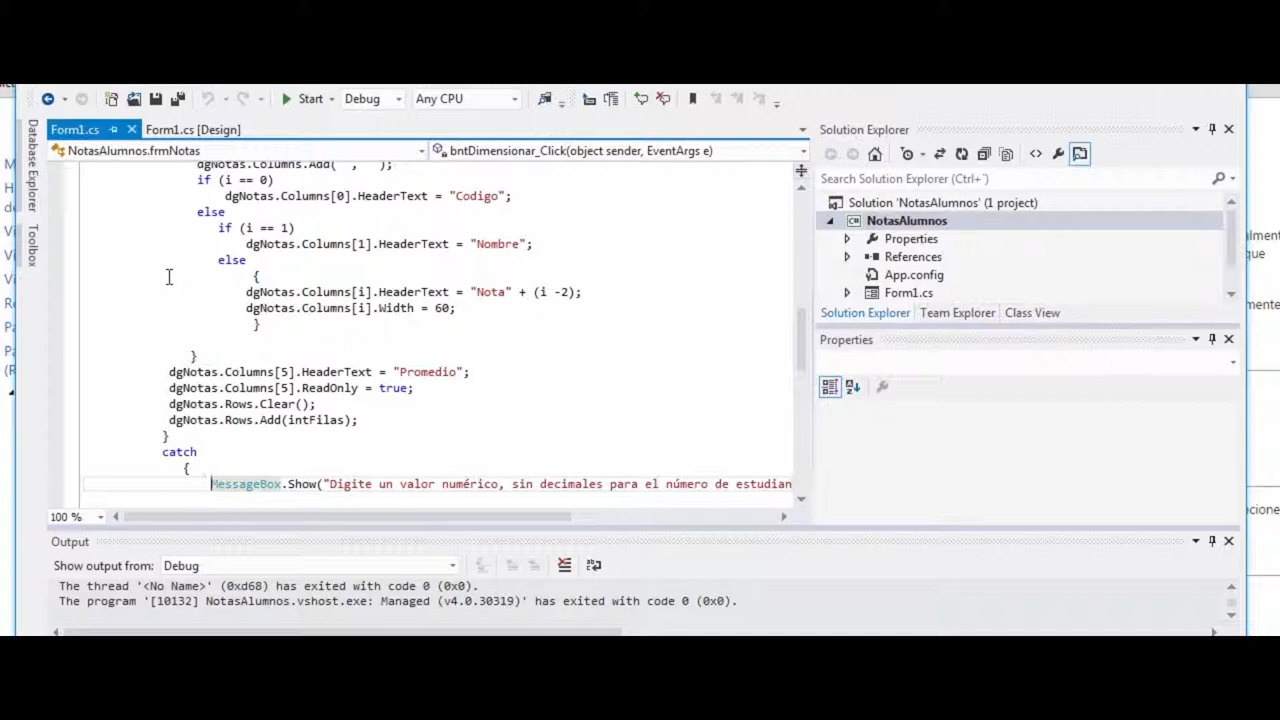 Start
Debug
Any CPU
Form1.cs
Form1.cs [Design]
NotasAlumnos.frmNotas
bntDimensionar_Click(object sender, EventArgs e)
Database Explorer
Toolbox
dgNotas.Columns.Add(" ", " ");
if (i == 0)
dgNotas.Columns[0].HeaderText = "Codigo";
else
if (i == 1)
dgNotas.Columns[1].HeaderText = "Nombre";
else
{
dgNotas.Columns[i].HeaderText = "Nota" + (i -2);
dgNotas.Columns[i].Width = 60;
}
}
dgNotas.Columns[5].HeaderText = "Promedio";
dgNotas.Columns[5].ReadOnly = true;
dgNotas.Rows.Clear();
dgNotas.Rows.Add(intFilas);
}
catch
{
MessageBox.Show("Digite un valor numérico, sin decimales para el número de estudian
100 %
Solution Explorer
Search Solution Explorer (Ctrl+¨)
Solution 'NotasAlumnos' (1 project)
NotasAlumnos
Properties
References
App.config
Form1.cs
Solution Explorer
Team Explorer
Class View
Properties
Output
Show output from:
Debug
The thread '<No Name>' (0xd68) has exited with code 0 (0x0).
The program '[10132] NotasAlumnos.vshost.exe: Managed (v4.0.30319)' has exited with code 0 (0x0).